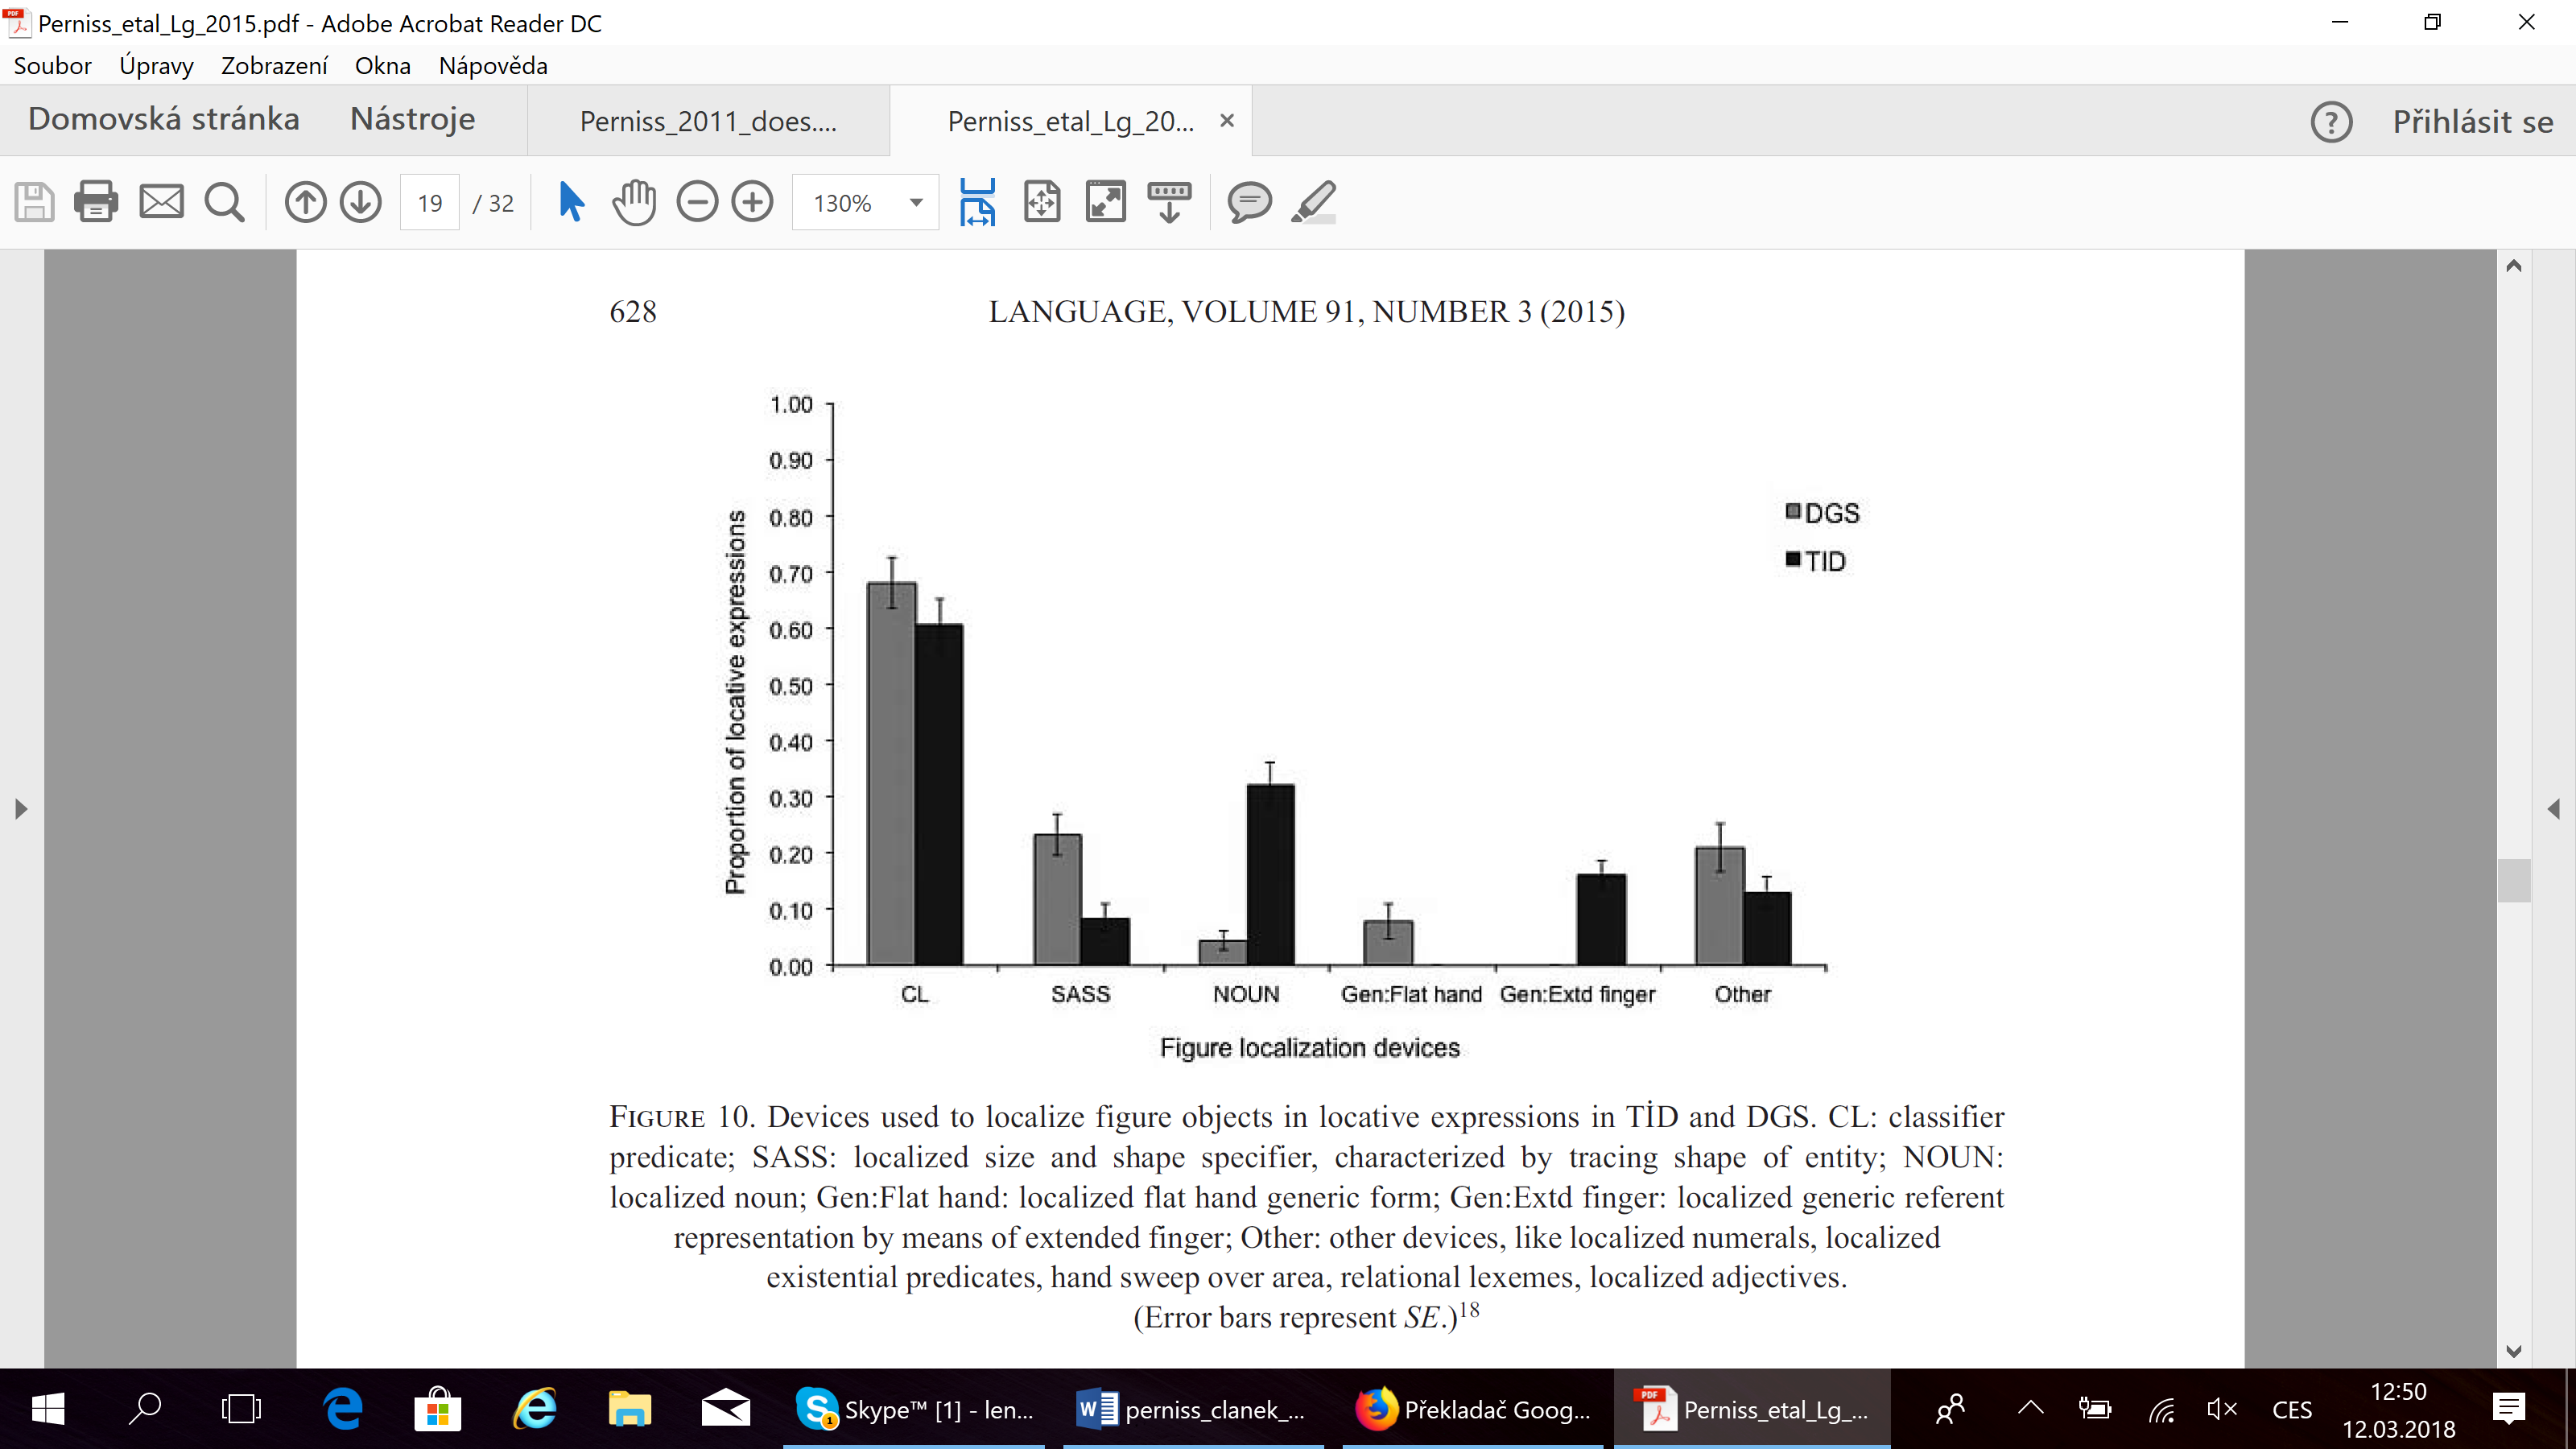 Perniss_etal_Lg_2015.pdf - Adobe Acrobat Reader DC
Soubor Úpravy Zobrazení Okna Nápověda
Domovská stránka Nástroje Perniss_2011_does.... Perniss_etal_Lg_20... × ? Přihlásit se
19 / 32 130%
628 LANGUAGE, VOLUME 91, NUMBER 3 (2015)
1.00
0.90
0.80
0.70
0.60
0.50
0.40
0.30
0.20
0.10
0.00
Proportion of locative expressions
DGS
TID
CL SASS NOUN Gen:Flat hand Gen:Extd finger Other
Figure localization devices
FIGURE 10. Devices used to localize figure objects in locative expressions in TİD and DGS. CL: classifier
predicate; SASS: localized size and shape specifier, characterized by tracing shape of entity; NOUN:
localized noun; Gen:Flat hand: localized flat hand generic form; Gen:Extd finger: localized generic referent
representation by means of extended finger; Other: other devices, like localized numerals, localized
existential predicates, hand sweep over area, relational lexemes, localized adjectives.
(Error bars represent SE.)18
Skype™ [1] - len... perniss_clanek_... Překladač Goog... Perniss_etal_Lg_... CES 12:50
12.03.2018